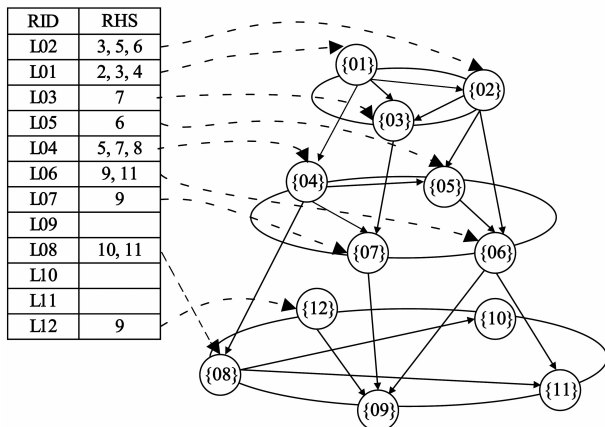 RID RHS
L02 3, 5, 6
L01 2, 3, 4
L03 7
L05 6
L04 5, 7, 8
L06 9, 11
L07 9
L09
L08 10, 11
L10
L11
L12 9
{01}
{02}
{03}
{04}
{05}
{07}
{06}
{12}
{10}
{08}
{11}
{09}